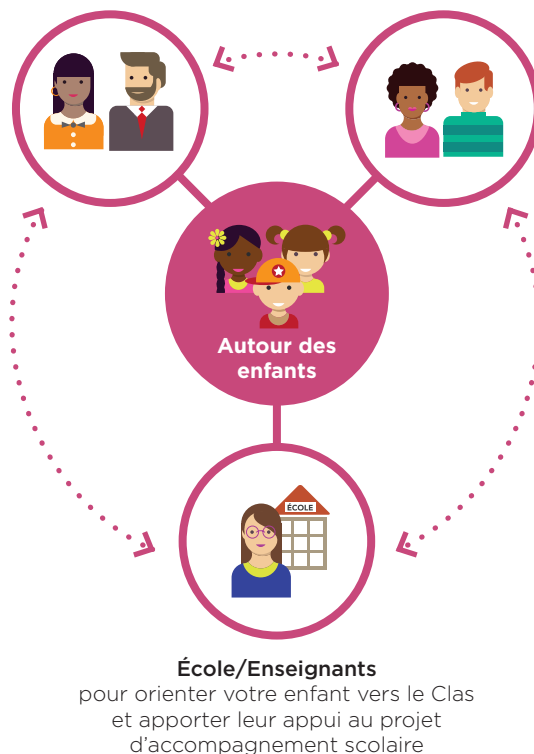 Autour des
enfants
ÉCOLE
École/Enseignants
pour orienter votre enfant vers le Clas
et apporter leur appui au projet
d'accompagnement scolaire